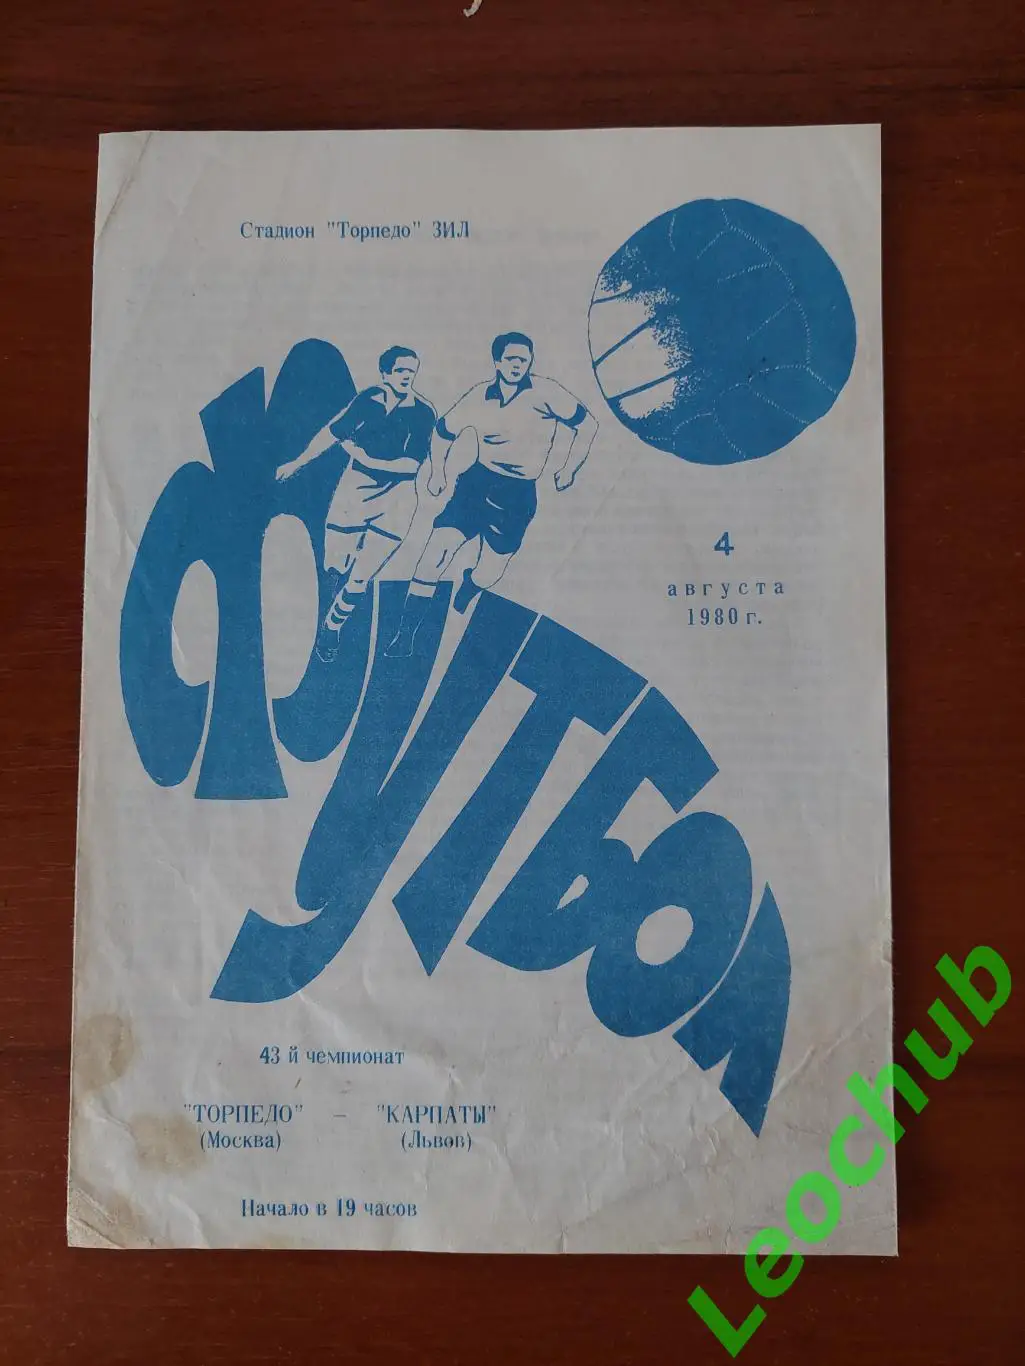 Стадион "Торпедо" ЗИЛ
4
августа
1980 г.
ФУТБОЛ
43 й чемпионат
"ТОРПЕДО" – "КАРПАТЫ"
(Москва) (Львов)
Начало в 19 часов
Leochub